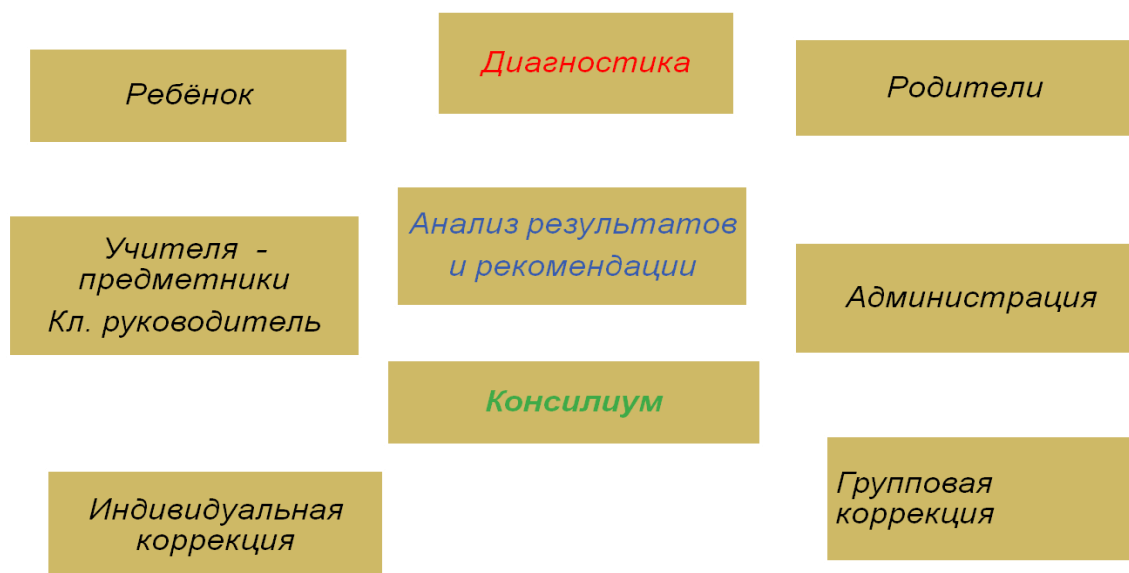 Диагностика
Ребёнок
Родители
Анализ результатов
и рекомендации
Учителя -
предметники
Кл. руководитель
Администрация
Консилиум
Индивидуальная
коррекция
Групповая
коррекция